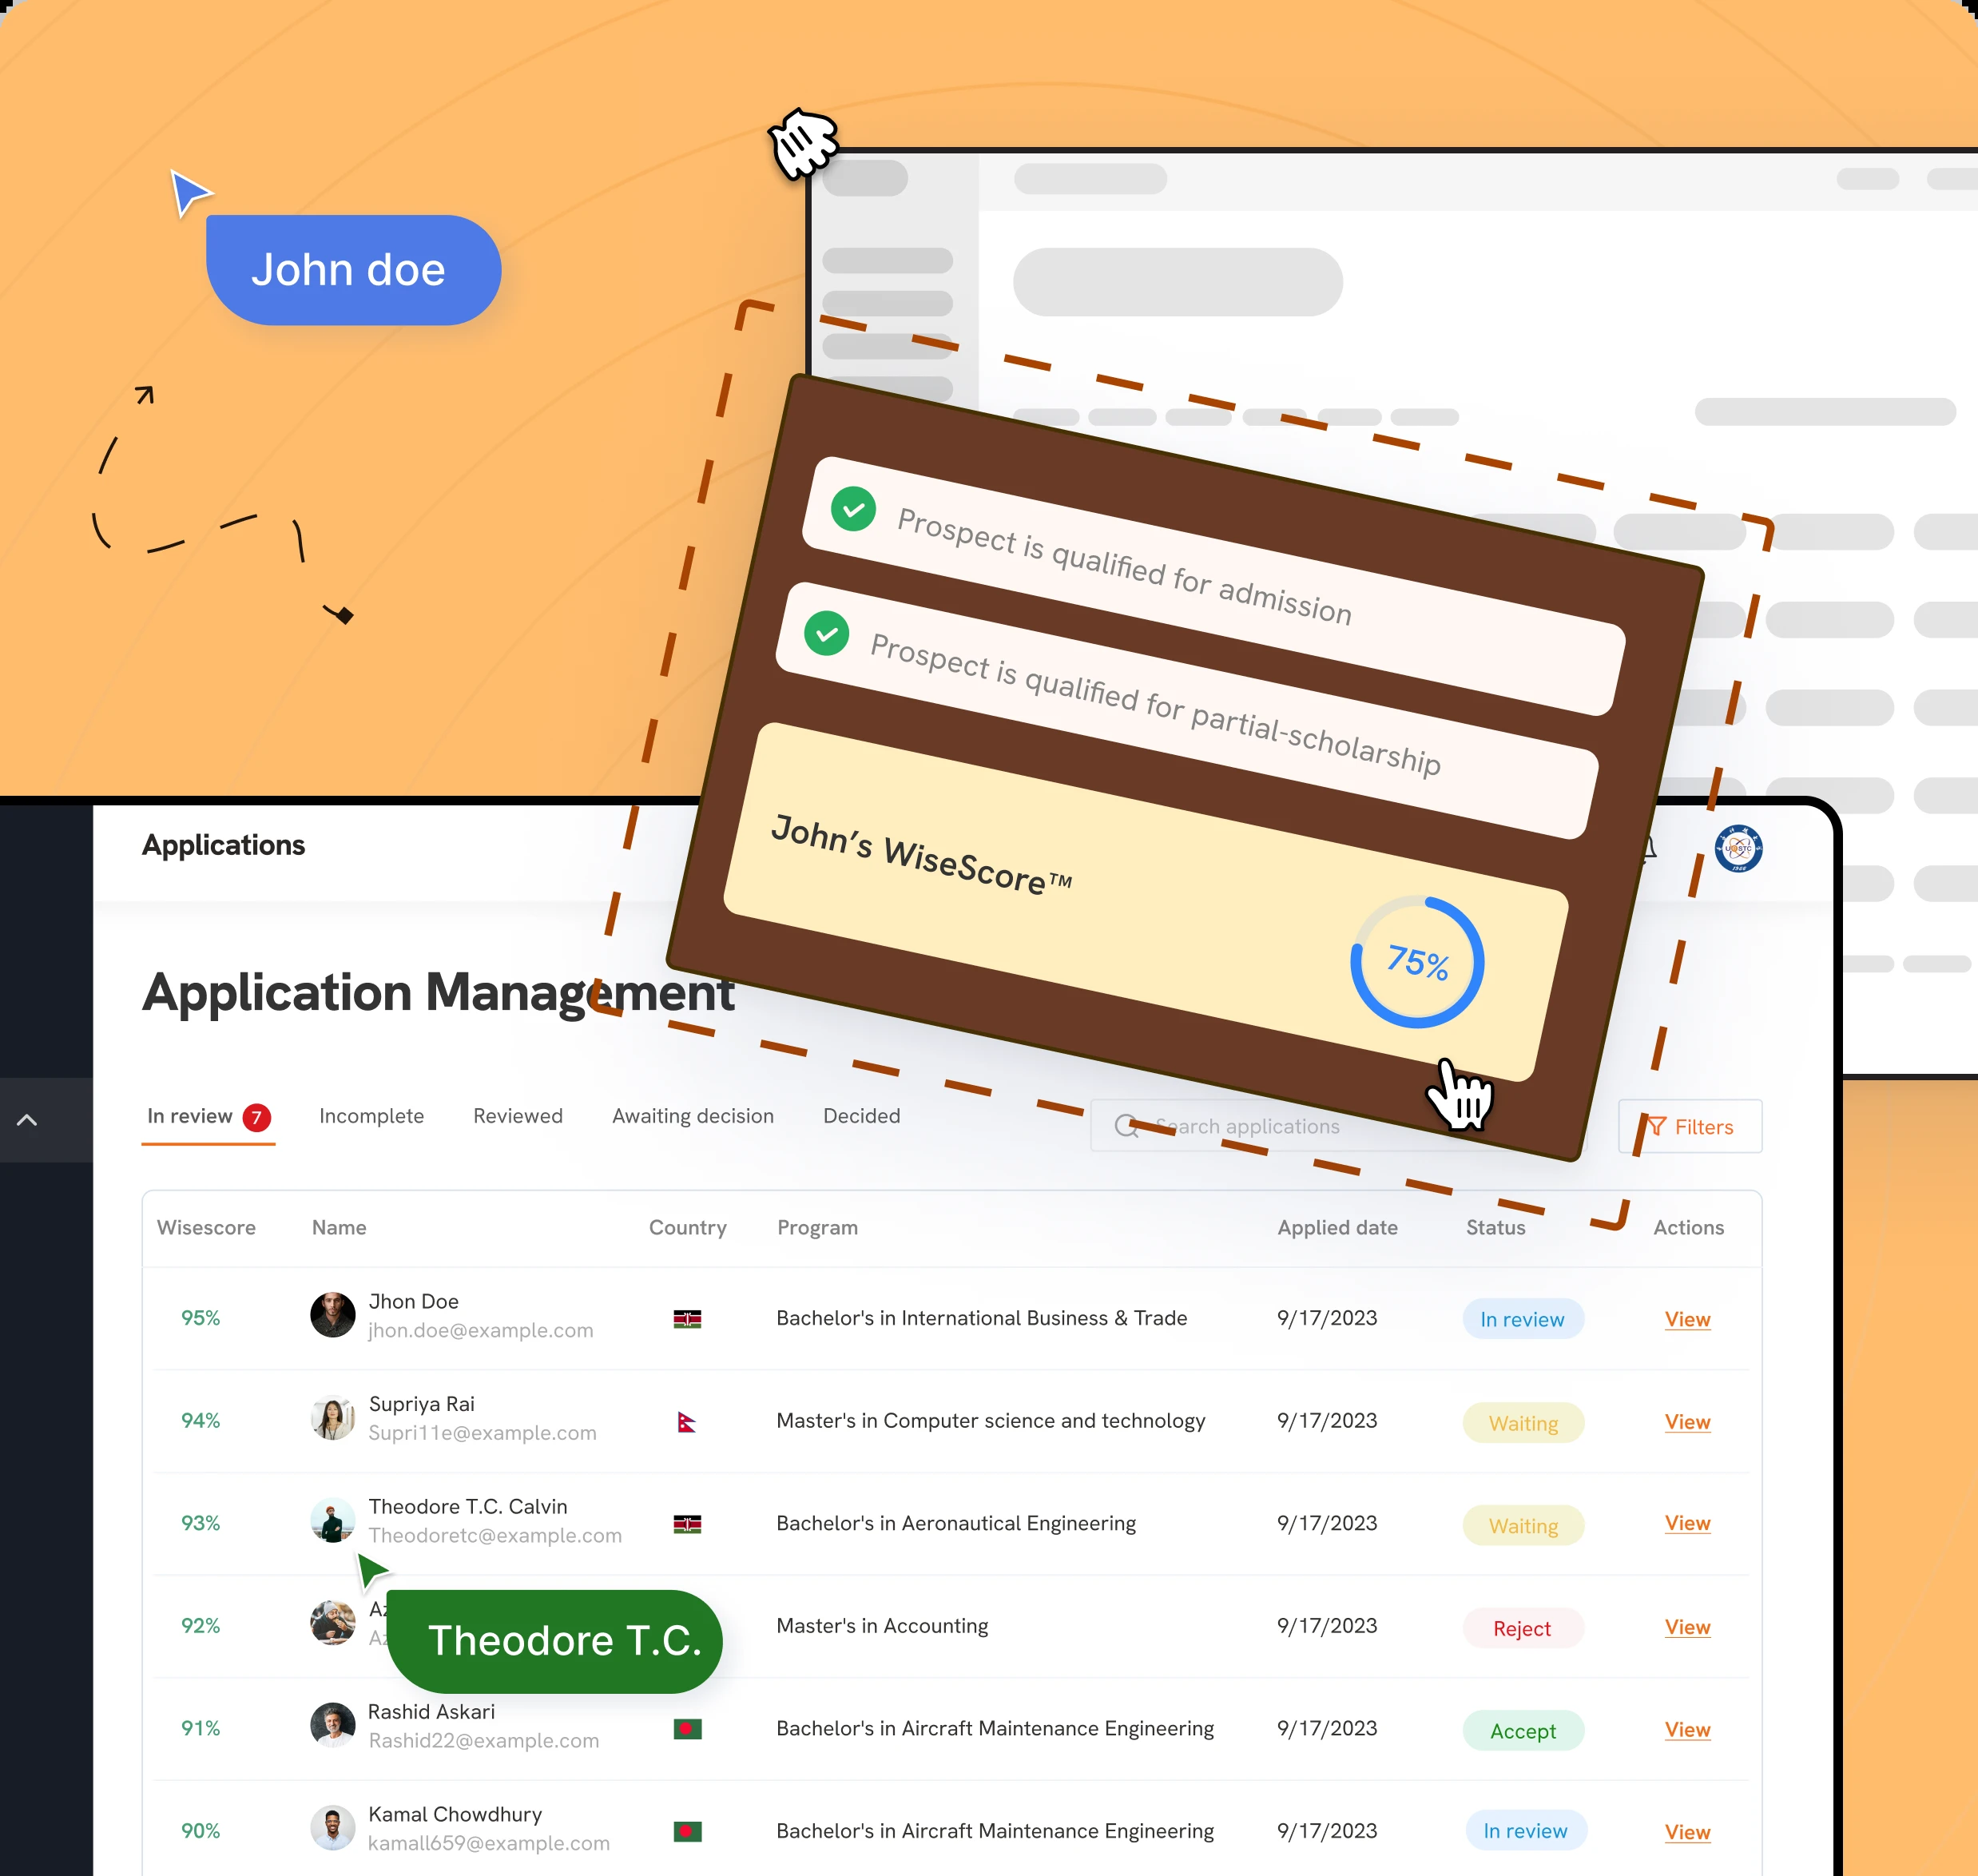 John doe
Prospect is qualified for admission
Prospect is qualified for partial-scholarship
John’s WiseScore™
75%
Applications
Application Management
In review 7 Incomplete Reviewed Awaiting decision Decided
Search applications
Filters
Wisescore Name Country Program Applied date Status Actions
95% Jhon Doe Bachelor's in International Business & Trade 9/17/2023 In review View
jhon.doe@example.com
94% Supriya Rai Master's in Computer science and technology 9/17/2023 Waiting View
Supri11e@example.com
93% Theodore T.C. Calvin Bachelor's in Aeronautical Engineering 9/17/2023 Waiting View
Theodoretc@example.com
92% Master's in Accounting 9/17/2023 Reject View
Theodore T.C.
91% Rashid Askari Bachelor's in Aircraft Maintenance Engineering 9/17/2023 Accept View
Rashid22@example.com
90% Kamal Chowdhury Bachelor's in Aircraft Maintenance Engineering 9/17/2023 In review View
kamall659@example.com